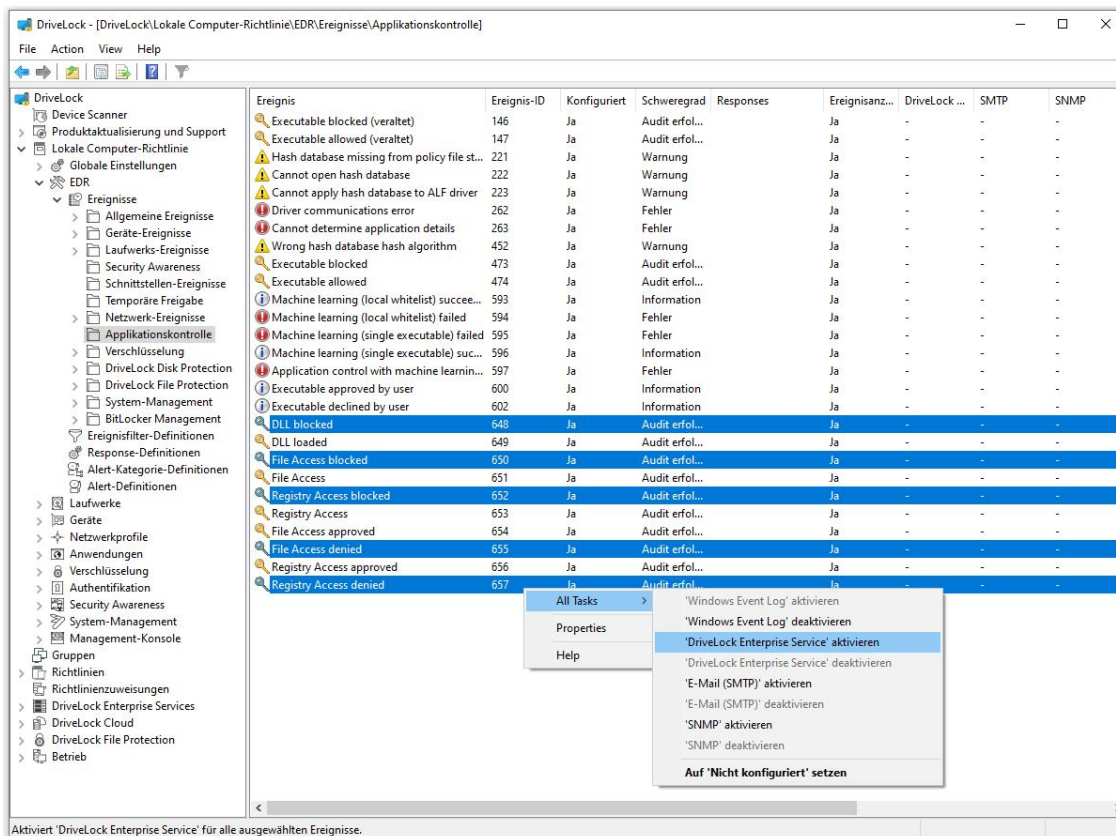 DriveLock - [DriveLock\Lokale Computer-Richtlinie\EDR\Ereignisse\Applikationskontrolle]
File Action View Help
DriveLock
Device Scanner
Produktaktualisierung und Support
Lokale Computer-Richtlinie
Globale Einstellungen
EDR
Ereignisse
Allgemeine Ereignisse
Geräte-Ereignisse
Laufwerks-Ereignisse
Security Awareness
Schnittstellen-Ereignisse
Temporäre Freigabe
Netzwerk-Ereignisse
Applikationskontrolle
Verschlüsselung
DriveLock Disk Protection
DriveLock File Protection
System-Management
BitLocker Management
Ereignisfilter-Definitionen
Response-Definitionen
Alert-Kategorie-Definitionen
Alert-Definitionen
Laufwerke
Geräte
Netzwerkprofile
Anwendungen
Verschlüsselung
Authentifikation
Security Awareness
System-Management
Management-Konsole
Gruppen
Richtlinien
Richtlinienzuweisungen
DriveLock Enterprise Services
DriveLock Cloud
DriveLock File Protection
Betrieb
Ereignis Ereignis-ID Konfiguriert Schweregrad Responses Ereignisanz... DriveLock ... SMTP SNMP
Executable blocked (veraltet) 146 Ja Audit erfol... Ja - - -
Executable allowed (veraltet) 147 Ja Audit erfol... Ja - - -
Hash database missing from policy file st... 221 Ja Warnung Ja - - -
Cannot open hash database 222 Ja Warnung Ja - - -
Cannot apply hash database to ALF driver 223 Ja Warnung Ja - - -
Driver communications error 262 Ja Fehler Ja - - -
Cannot determine application details 263 Ja Fehler Ja - - -
Wrong hash database hash algorithm 452 Ja Warnung Ja - - -
Executable blocked 473 Ja Audit erfol... Ja - - -
Executable allowed 474 Ja Audit erfol... Ja - - -
Machine learning (local whitelist) succee... 593 Ja Information Ja - - -
Machine learning (local whitelist) failed 594 Ja Fehler Ja - - -
Machine learning (single executable) failed 595 Ja Fehler Ja - - -
Machine learning (single executable) suc... 596 Ja Information Ja - - -
Application control with machine learnin... 597 Ja Fehler Ja - - -
Executable approved by user 600 Ja Information Ja - - -
Executable declined by user 602 Ja Information Ja - - -
DLL blocked 648 Ja Audit erfol... Ja - - -
DLL loaded 649 Ja Audit erfol... Ja - - -
File Access blocked 650 Ja Audit erfol... Ja - - -
File Access 651 Ja Audit erfol... Ja - - -
Registry Access blocked 652 Ja Audit erfol... Ja - - -
Registry Access 653 Ja Audit erfol... Ja - - -
File Access approved 654 Ja Audit erfol... Ja - - -
File Access denied 655 Ja Audit erfol... Ja - - -
Registry Access approved 656 Ja Audit erfol... Ja - - -
Registry Access denied 657 Ja Audit erfol... Ja - - -
All Tasks
Properties
Help
'Windows Event Log' aktivieren
'Windows Event Log' deaktivieren
'DriveLock Enterprise Service' aktivieren
'DriveLock Enterprise Service' deaktivieren
'E-Mail (SMTP)' aktivieren
'E-Mail (SMTP)' deaktivieren
'SNMP' aktivieren
'SNMP' deaktivieren
Auf 'Nicht konfiguriert' setzen
Aktiviert 'DriveLock Enterprise Service' für alle ausgewählten Ereignisse.